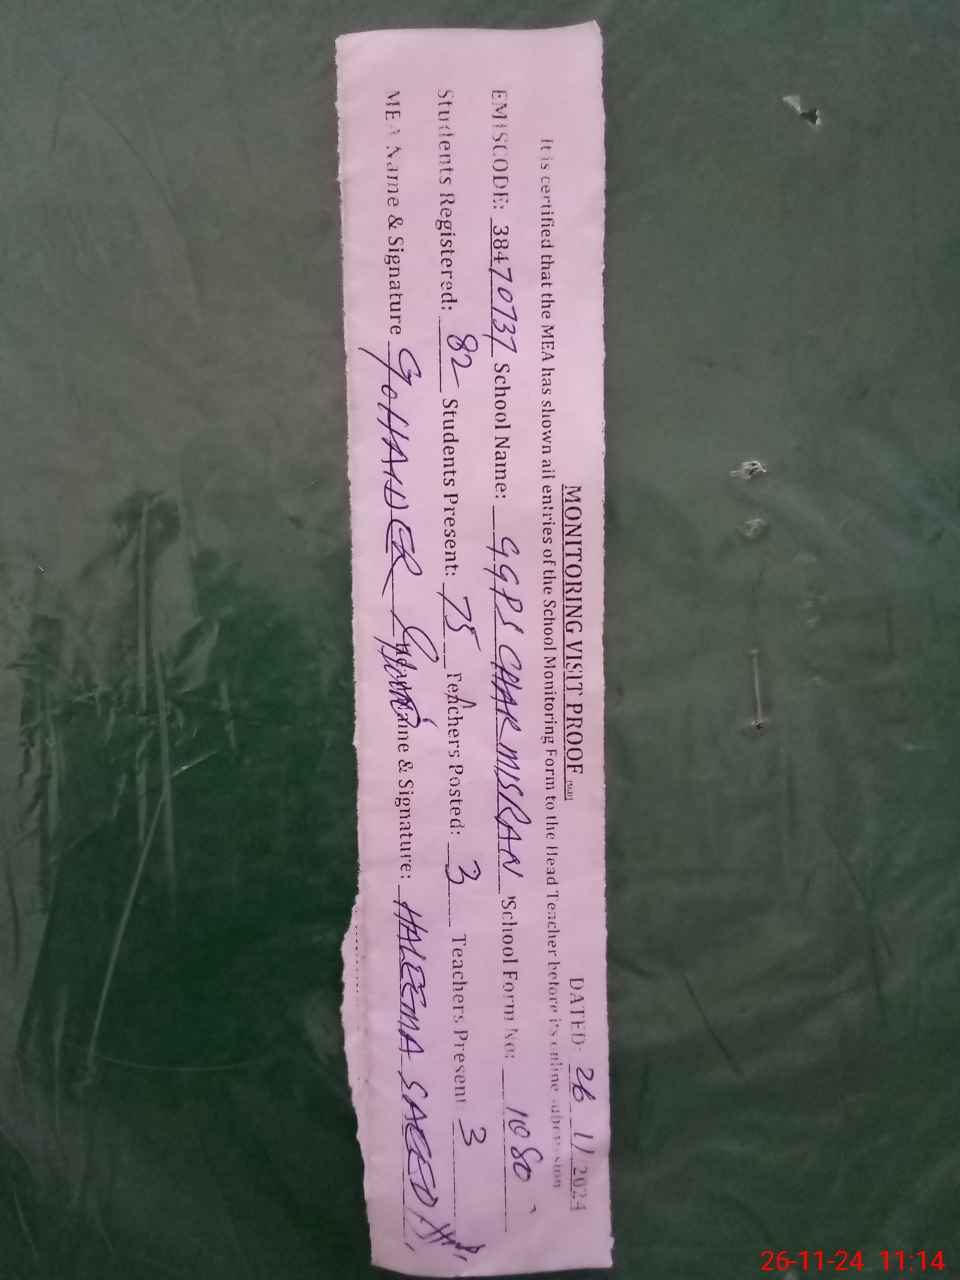 MONITORING VISIT PROOF
DATED: 26 11 2024
It is certified that the MEA has shown all entries of the School Monitoring Form to the Head Teacher before its online submission
EMISCODE: 38470737 School Name: GGPS CHAR MISRAN School Form No: 1080
Students Registered: 82 Students Present: 75 Teachers Posted: 3 Teachers Present: 3
MEA Name & Signature G HAIDER Name & Signature: HALEEMA SAEED
26-11-24 11:14